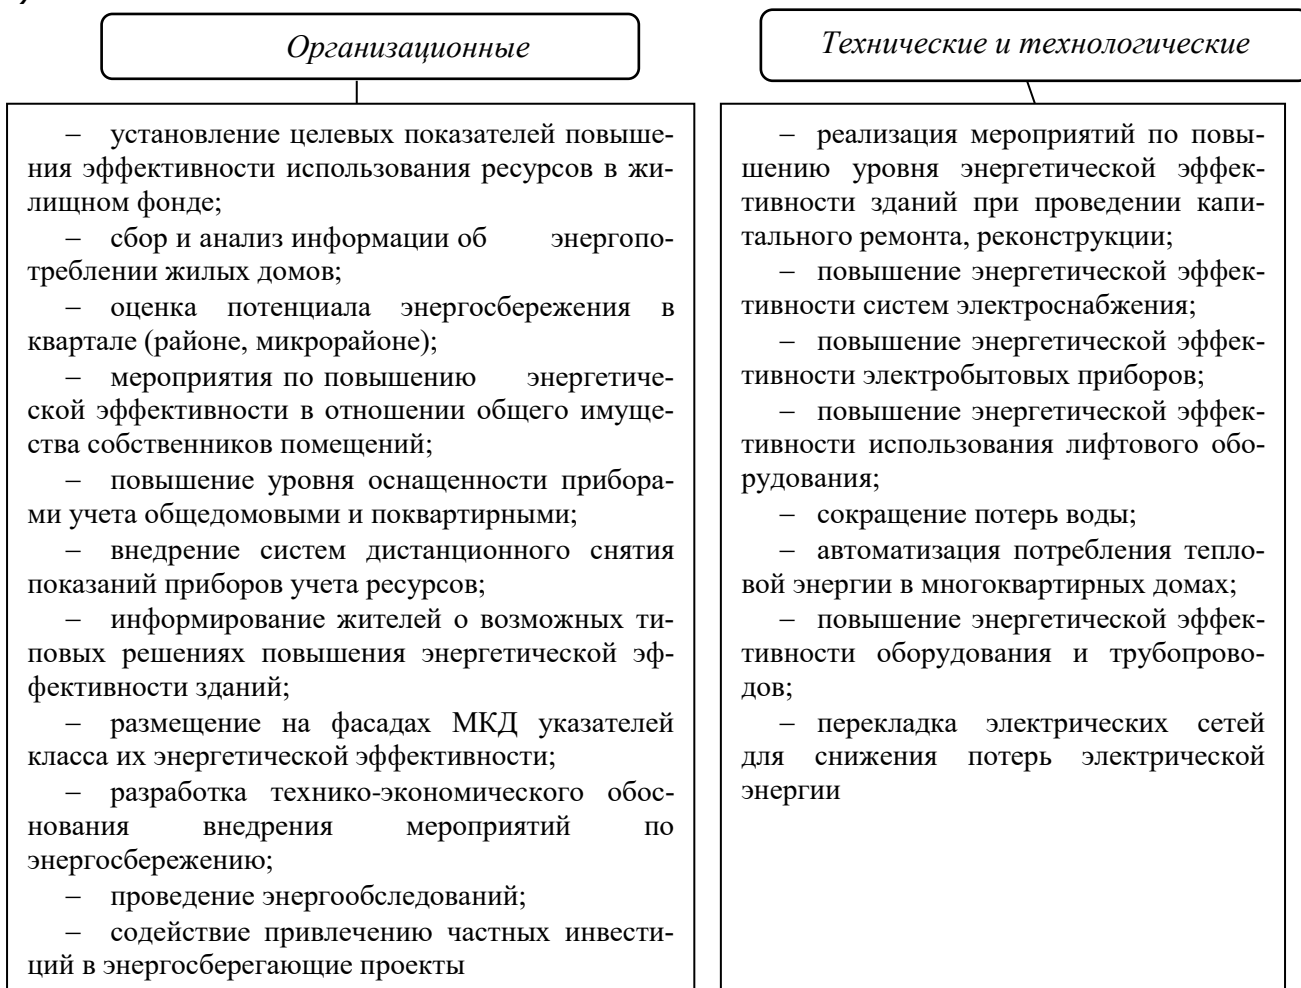 Организационные
– установление целевых показателей повыше-
ния эффективности использования ресурсов в жи-
лищном фонде;
– сбор и анализ информации об энергопо-
треблении жилых домов;
– оценка потенциала энергосбережения в
квартале (районе, микрорайоне);
– мероприятия по повышению энергетиче-
ской эффективности в отношении общего имуще-
ства собственников помещений;
– повышение уровня оснащенности прибора-
ми учета общедомовыми и поквартирными;
– внедрение систем дистанционного снятия
показаний приборов учета ресурсов;
– информирование жителей о возможных ти-
повых решениях повышения энергетической эф-
фективности зданий;
– размещение на фасадах МКД указателей
класса их энергетической эффективности;
– разработка технико-экономического обос-
нования внедрения мероприятий по
энергосбережению;
– проведение энергообследований;
– содействие привлечению частных инвести-
ций в энергосберегающие проекты
Технические и технологические
– реализация мероприятий по повы-
шению уровня энергетической эффек-
тивности зданий при проведении капи-
тального ремонта, реконструкции;
– повышение энергетической эффек-
тивности систем электроснабжения;
– повышение энергетической эффек-
тивности электробытовых приборов;
– повышение энергетической эффек-
тивности использования лифтового обо-
рудования;
– сокращение потерь воды;
– автоматизация потребления тепло-
вой энергии в многоквартирных домах;
– повышение энергетической эффек-
тивности оборудования и трубопрово-
дов;
– перекладка электрических сетей
для снижения потерь электрической
энергии